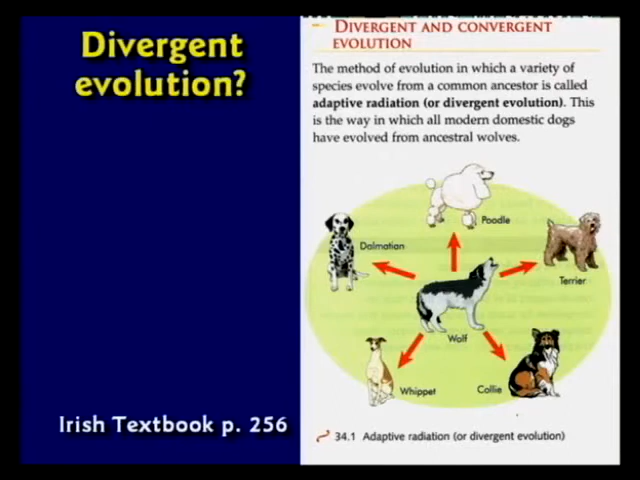 Divergent
evolution?
DIVERGENT AND CONVERGENT
EVOLUTION
The method of evolution in which a variety of
species evolve from a common ancestor is called
adaptive radiation (or divergent evolution). This
is the way in which all modern domestic dogs
have evolved from ancestral wolves.
Poodle
Dalmatian
Terrier
Wolf
Whippet
Collie
34.1 Adaptive radiation (or divergent evolution)
Irish Textbook p. 256